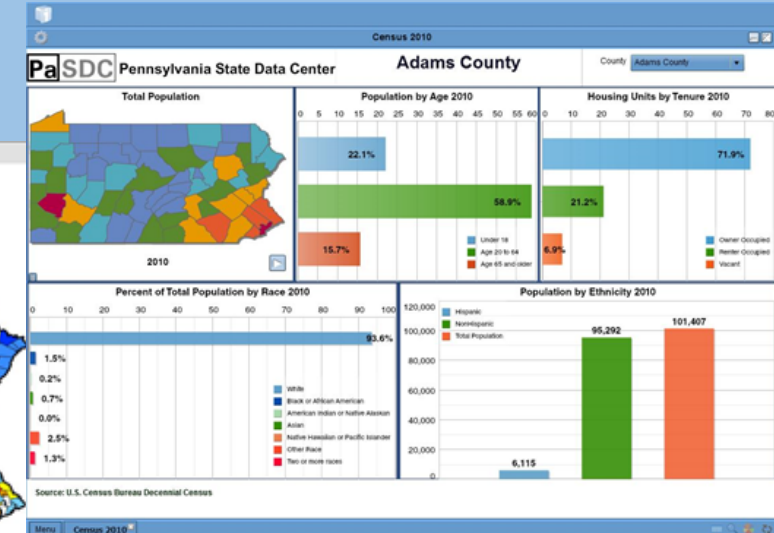 Census 2010
PaSDC Pennsylvania State Data Center
Adams County
County Adams County
Total Population
2010
Population by Age 2010
0 5 10 15 20 25 30 35 40 45 50 55 60
22.1%
58.9%
15.7%
Under 18
Age 20 to 64
Age 65 and older
Housing Units by Tenure 2010
0 10 20 30 40 50 60 70 80
71.9%
21.2%
6.9%
Owner Occupied
Renter Occupied
Vacant
Percent of Total Population by Race 2010
0 10 20 30 40 50 60 70 80 90 100
93.6%
1.5%
0.2%
0.7%
0.0%
2.5%
1.3%
White
Black or African American
American Indian or Native Alaskan
Asian
Native Hawaiian or Pacific Islander
Other Race
Two or more races
Population by Ethnicity 2010
120,000
100,000
80,000
60,000
40,000
20,000
0
Hispanic
NonHispanic
Total Population
6,115
95,292
101,407
Source: U.S. Census Bureau Decennial Census
Menu Census 2010